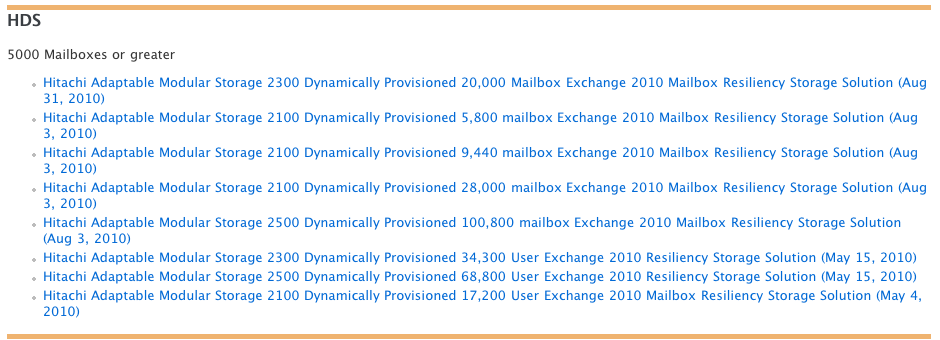 HDS
5000 Mailboxes or greater
Hitachi Adaptable Modular Storage 2300 Dynamically Provisioned 20,000 Mailbox Exchange 2010 Mailbox Resiliency Storage Solution (Aug
31, 2010)
Hitachi Adaptable Modular Storage 2100 Dynamically Provisioned 5,800 mailbox Exchange 2010 Mailbox Resiliency Storage Solution (Aug
3, 2010)
Hitachi Adaptable Modular Storage 2100 Dynamically Provisioned 9,440 mailbox Exchange 2010 Mailbox Resiliency Storage Solution (Aug
3, 2010)
Hitachi Adaptable Modular Storage 2100 Dynamically Provisioned 28,000 mailbox Exchange 2010 Mailbox Resiliency Storage Solution (Aug
3, 2010)
Hitachi Adaptable Modular Storage 2500 Dynamically Provisioned 100,800 mailbox Exchange 2010 Mailbox Resiliency Storage Solution
(Aug 3, 2010)
Hitachi Adaptable Modular Storage 2300 Dynamically Provisioned 34,300 User Exchange 2010 Resiliency Storage Solution (May 15, 2010)
Hitachi Adaptable Modular Storage 2500 Dynamically Provisioned 68,800 User Exchange 2010 Resiliency Storage Solution (May 15, 2010)
Hitachi Adaptable Modular Storage 2100 Dynamically Provisioned 17,200 User Exchange 2010 Mailbox Resiliency Storage Solution (May 4,
2010)